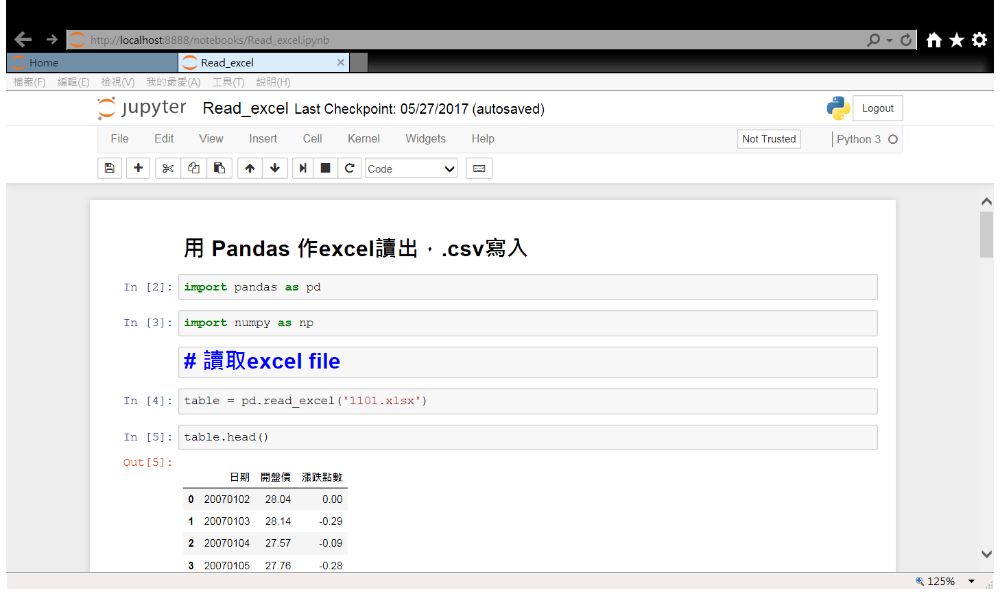 http://localhost:8888/notebooks/Read_excel.ipynb
Home Read_excel
檔案(F) 編輯(E) 檢視(V) 我的最愛(A) 工具(T) 說明(H)
jupyter Read_excel Last Checkpoint: 05/27/2017 (autosaved) Logout
File Edit View Insert Cell Kernel Widgets Help Not Trusted Python 3
Code
用 Pandas 作excel讀出，.csv寫入
In [2]: import pandas as pd
In [3]: import numpy as np
# 讀取excel file
In [4]: table = pd.read_excel('1101.xlsx')
In [5]: table.head()
Out[5]:
日期 開盤價 漲跌點數
0 20070102 28.04 0.00
1 20070103 28.14 -0.29
2 20070104 27.57 -0.09
3 20070105 27.76 -0.28
125%